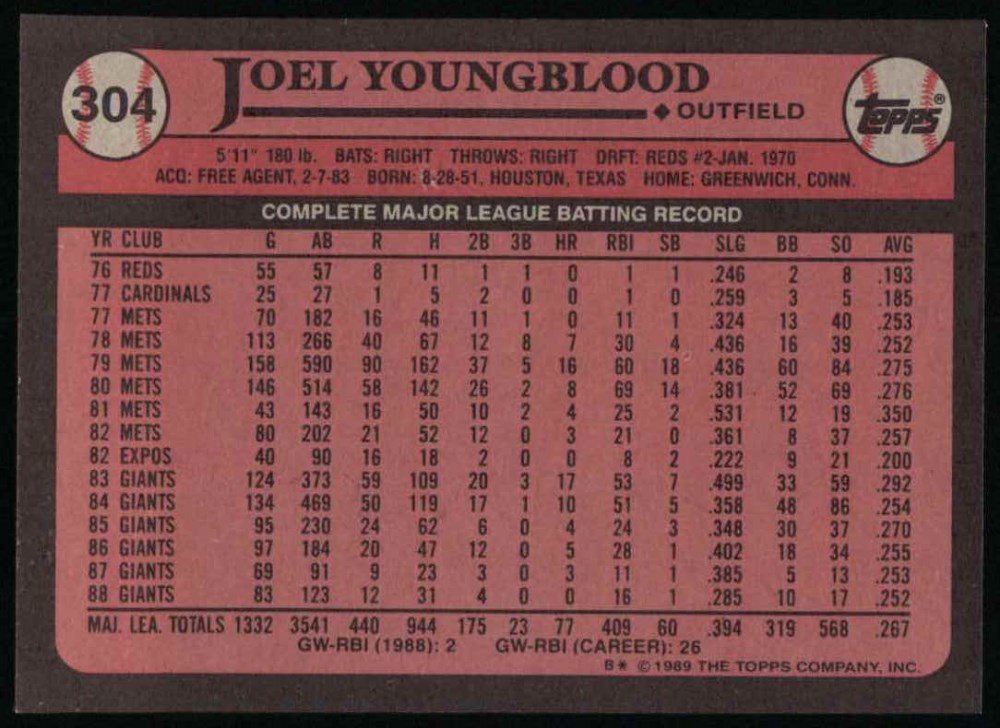 304
JOEL YOUNGBLOOD
◆ OUTFIELD
Topps®
5'11" 180 lb. BATS: RIGHT THROWS: RIGHT DRFT: REDS #2-JAN. 1970
ACQ: FREE AGENT, 2-7-83 BORN: 8-28-51, HOUSTON, TEXAS HOME: GREENWICH, CONN.
COMPLETE MAJOR LEAGUE BATTING RECORD
YR CLUB G AB R H 2B 3B HR RBI SB SLG BB SO AVG
76 REDS 55 57 8 11 1 1 0 1 1 .246 2 8 .193
77 CARDINALS 25 27 1 5 2 0 0 1 0 .259 3 5 .185
77 METS 70 182 16 46 11 1 0 11 1 .324 13 40 .253
78 METS 113 266 40 67 12 8 7 30 4 .436 16 39 .252
79 METS 158 590 90 162 37 5 16 60 18 .436 60 84 .275
80 METS 146 514 58 142 26 2 8 69 14 .381 52 69 .276
81 METS 43 143 16 50 10 2 4 25 2 .531 12 19 .350
82 METS 80 202 21 52 12 0 3 21 0 .361 8 37 .257
82 EXPOS 40 90 16 18 2 0 0 8 2 .222 9 21 .200
83 GIANTS 124 373 59 109 20 3 17 53 7 .499 33 59 .292
84 GIANTS 134 469 50 119 17 1 10 51 5 .358 48 86 .254
85 GIANTS 95 230 24 62 6 0 4 24 3 .348 30 37 .270
86 GIANTS 97 184 20 47 12 0 5 28 1 .402 18 34 .255
87 GIANTS 69 91 9 23 3 0 3 11 1 .385 5 13 .253
88 GIANTS 83 123 12 31 4 0 0 16 1 .285 10 17 .252
MAJ. LEA. TOTALS 1332 3541 440 944 175 23 77 409 60 .394 319 568 .267
GW-RBI (1988): 2 GW-RBI (CAREER): 26
B* © 1989 THE TOPPS COMPANY, INC.